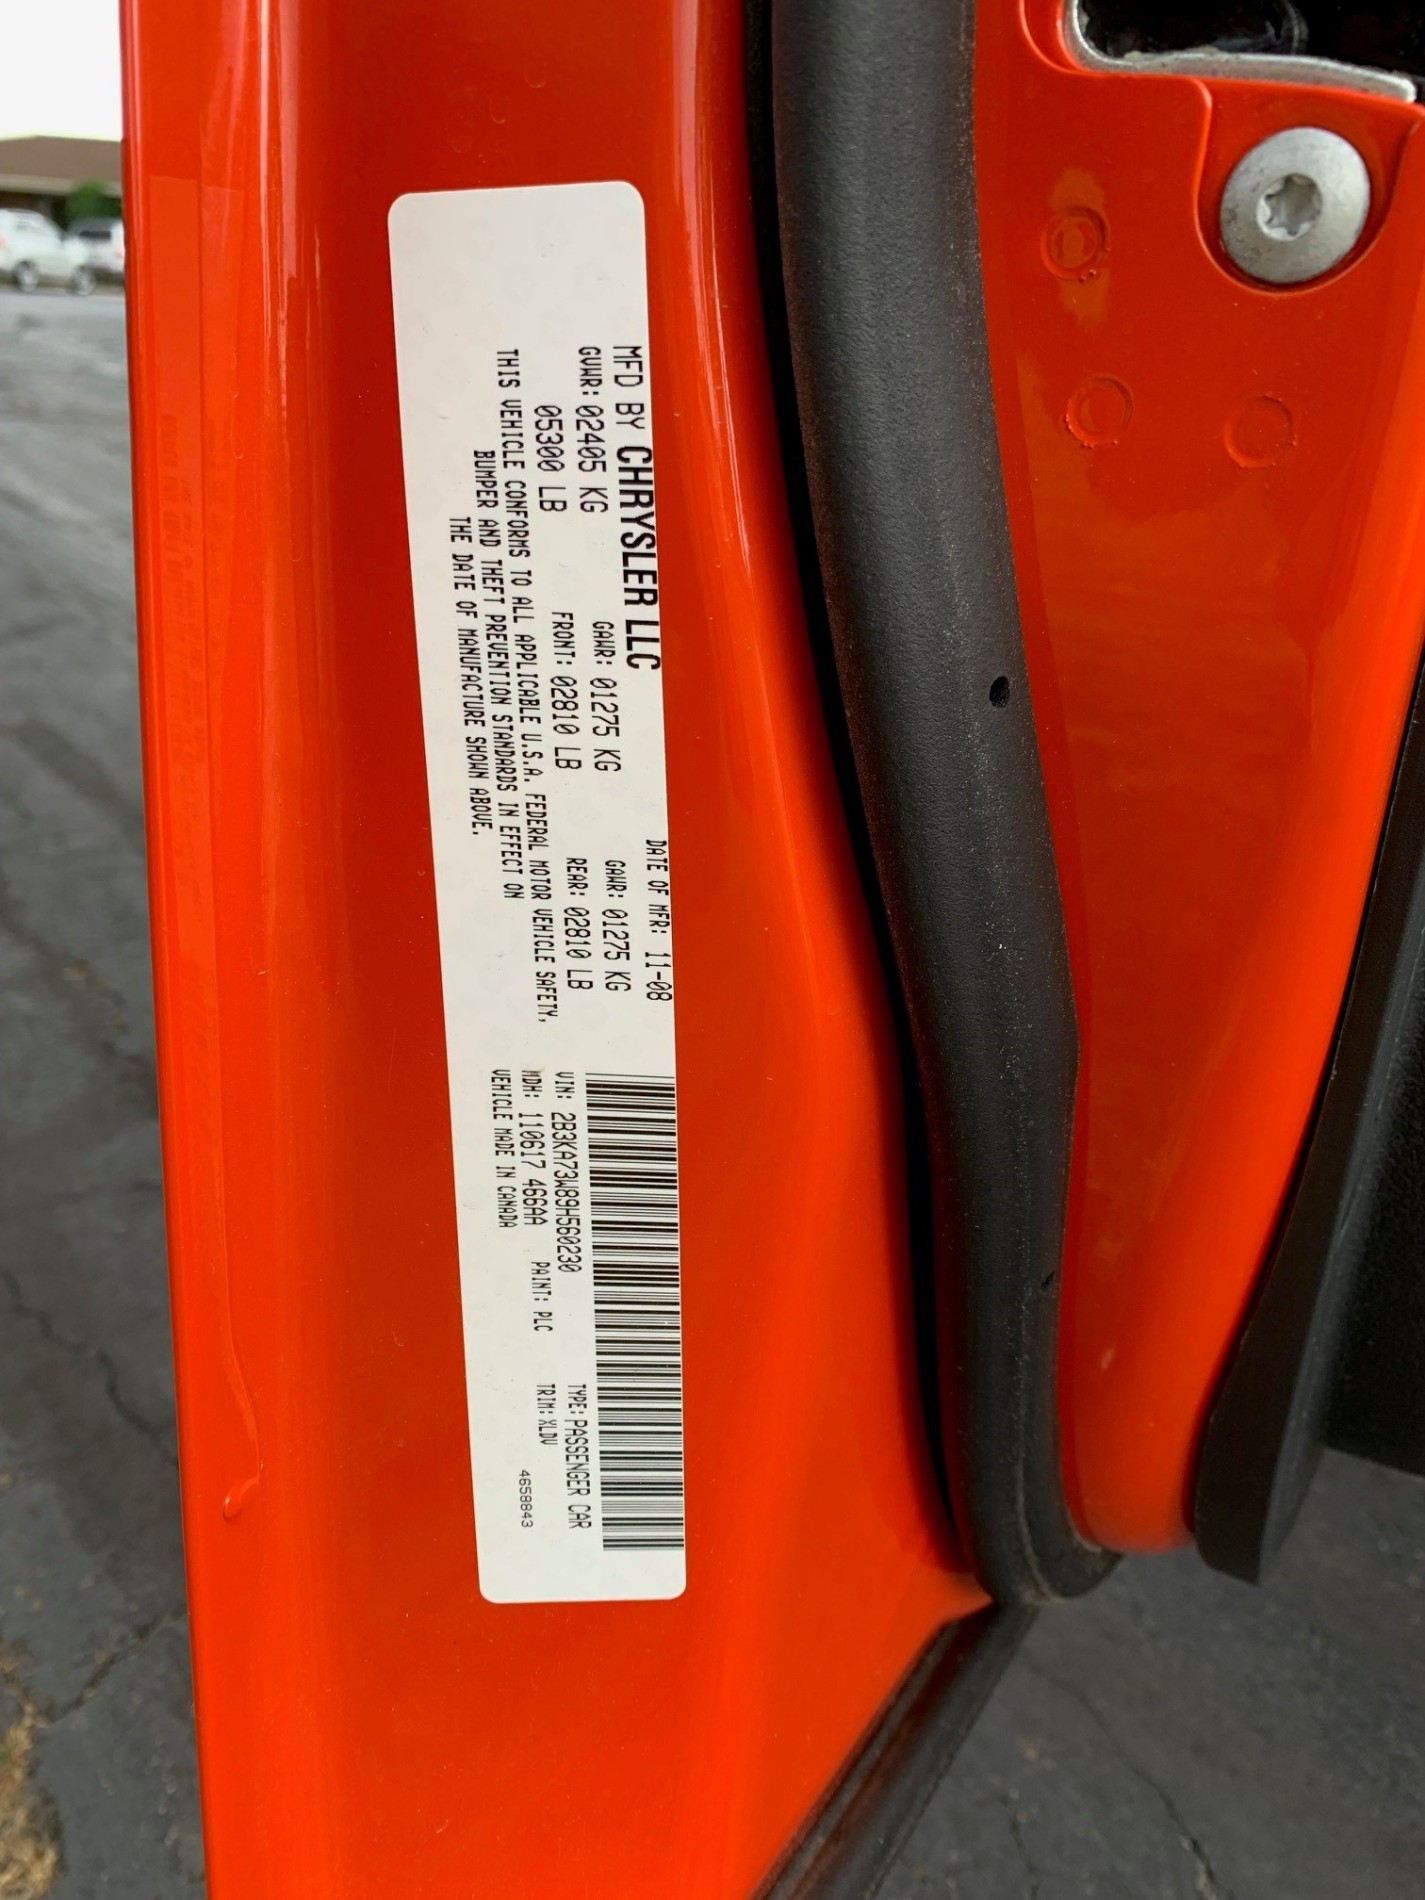 MFD BY CHRYSLER LLC DATE OF MFR: 11-08
GVWR: 02405 KG GAWR: 01275 KG GAWR: 01275 KG
05300 LB FRONT: 02810 LB REAR: 02810 LB
THIS VEHICLE CONFORMS TO ALL APPLICABLE U.S.A. FEDERAL MOTOR VEHICLE SAFETY,
BUMPER AND THEFT PREVENTION STANDARDS IN EFFECT ON
THE DATE OF MANUFACTURE SHOWN ABOVE.
VIN: 2B3KA73W89H560230 TYPE: PASSENGER CAR
MDH: 110617 466AA PAINT: PLC TRIM: XLDV
VEHICLE MADE IN CANADA 4658843